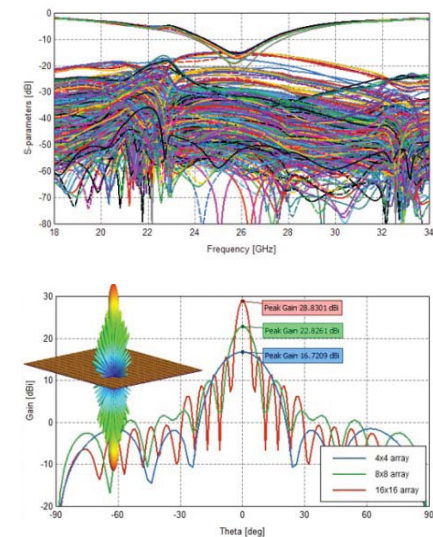 0
-10
-20
-30
-40
-50
-60
-70
-80
S-parameters [dB]
18 20 22 24 26 28 30 32 34
Frequency [GHz]
30
20
10
0
-10
-20
Gain [dBi]
Peak Gain 28.8301 dBi
Peak Gain 22.8261 dBi
Peak Gain 16.7209 dBi
4x4 array
8x8 array
16x16 array
-90 -60 -30 0 30 60 90
Theta [deg]